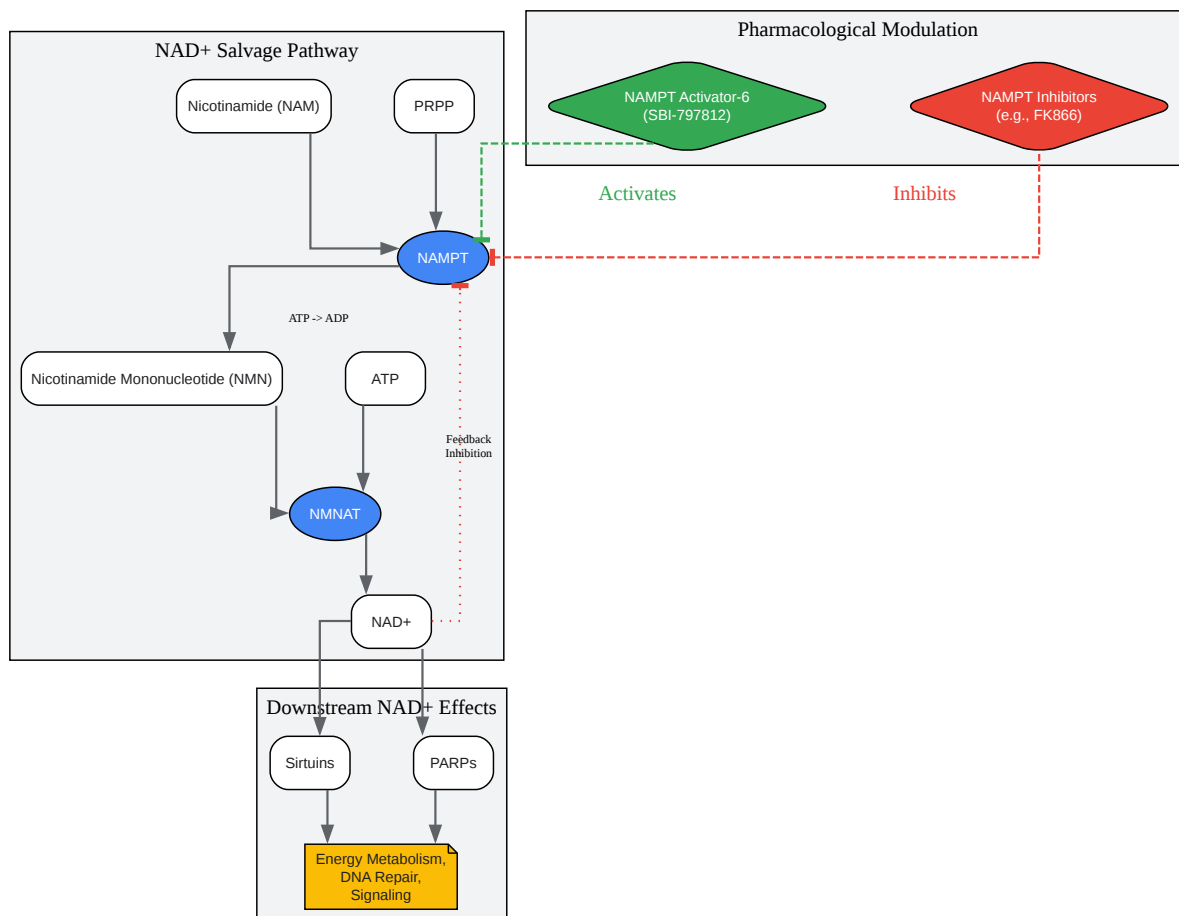 Pharmacological Modulation
NAD+ Salvage Pathway
Nicotinamide (NAM)
PRPP
NAMPT Activator-6
(SBI-797812)
NAMPT Inhibitors
(e.g., FK866)
Activates
Inhibits
NAMPT
ATP -> ADP
Nicotinamide Mononucleotide (NMN)
ATP
Feedback
Inhibition
NMNAT
NAD+
Downstream NAD+ Effects
Sirtuins
PARPs
Energy Metabolism,
DNA Repair,
Signaling